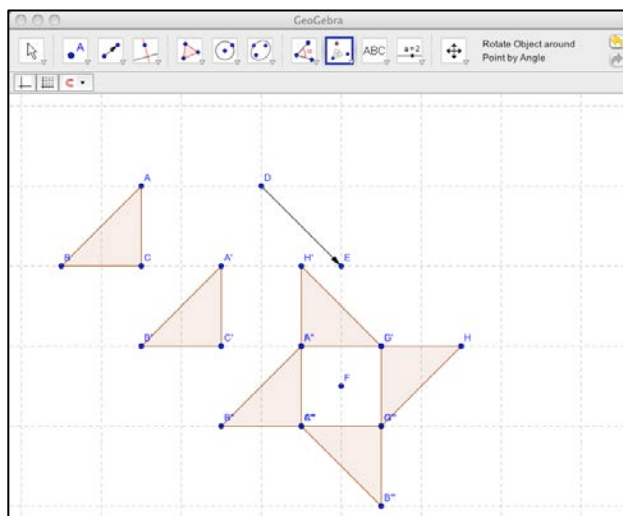 GeoGebra
A
ABC
a=2
Rotate Object around
Point by Angle
A
D
B
C
A'
H'
E
B'
C'
G'
H
F
B'''